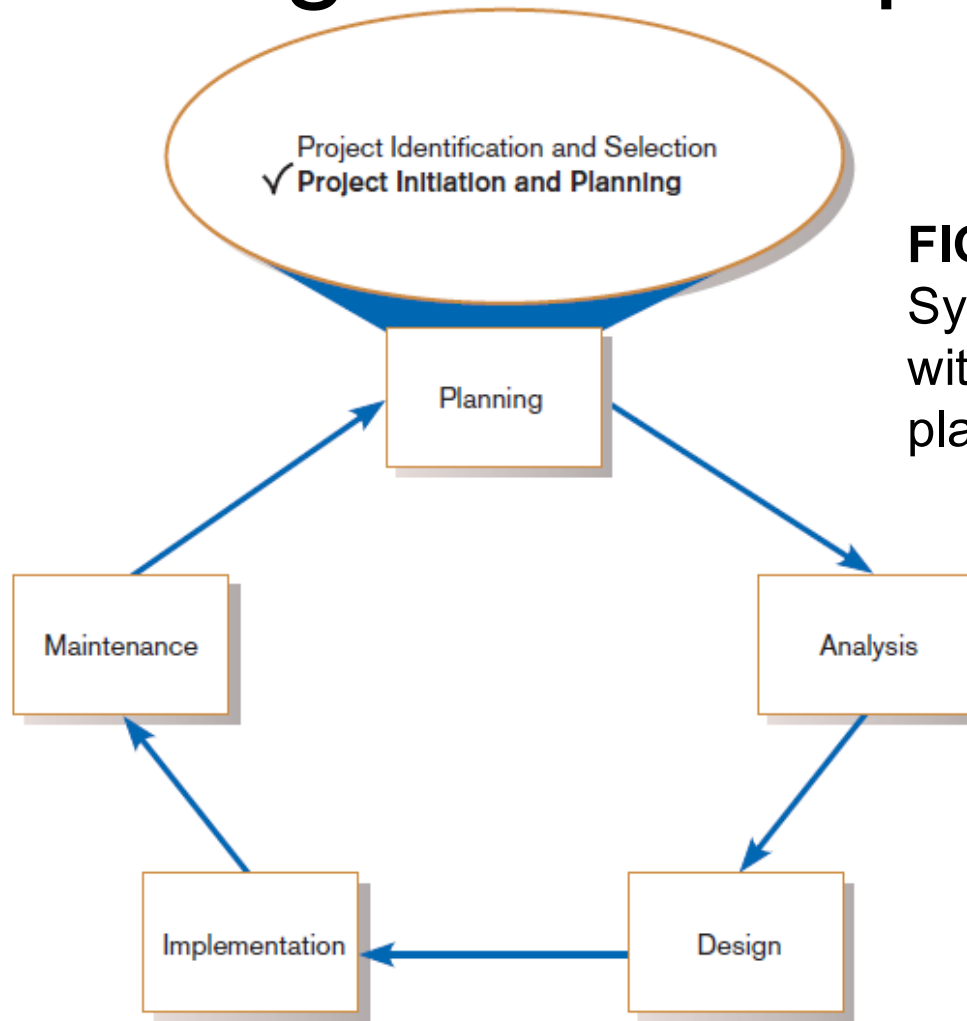 Project Identification and Selection
✓ Project Initiation and Planning
Planning
Maintenance
Analysis
Implementation
Design